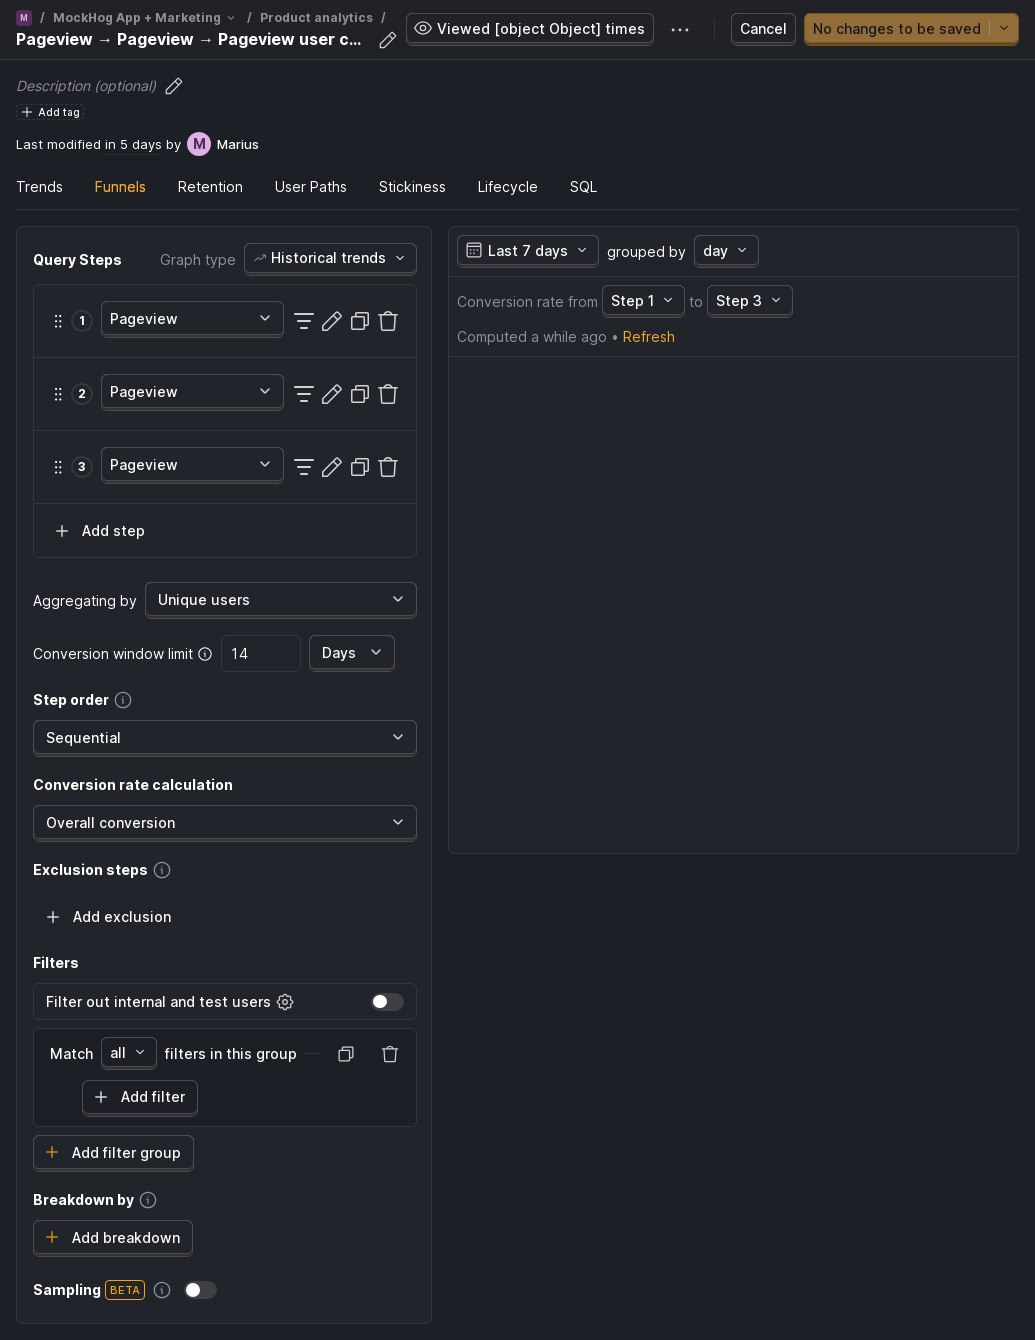 M / MockHog App + Marketing / Product analytics /
Pageview → Pageview → Pageview user c...
Viewed [object Object] times
Cancel
No changes to be saved
Description (optional)
Add tag
Last modified in 5 days by M Marius
Trends Funnels Retention User Paths Stickiness Lifecycle SQL
Query Steps Graph type Historical trends
1 Pageview
2 Pageview
3 Pageview
Add step
Aggregating by Unique users
Conversion window limit 14 Days
Step order
Sequential
Conversion rate calculation
Overall conversion
Exclusion steps
Add exclusion
Filters
Filter out internal and test users
Match all filters in this group
Add filter
Add filter group
Breakdown by
Add breakdown
Sampling BETA
Last 7 days grouped by day
Conversion rate from Step 1 to Step 3
Computed a while ago • Refresh